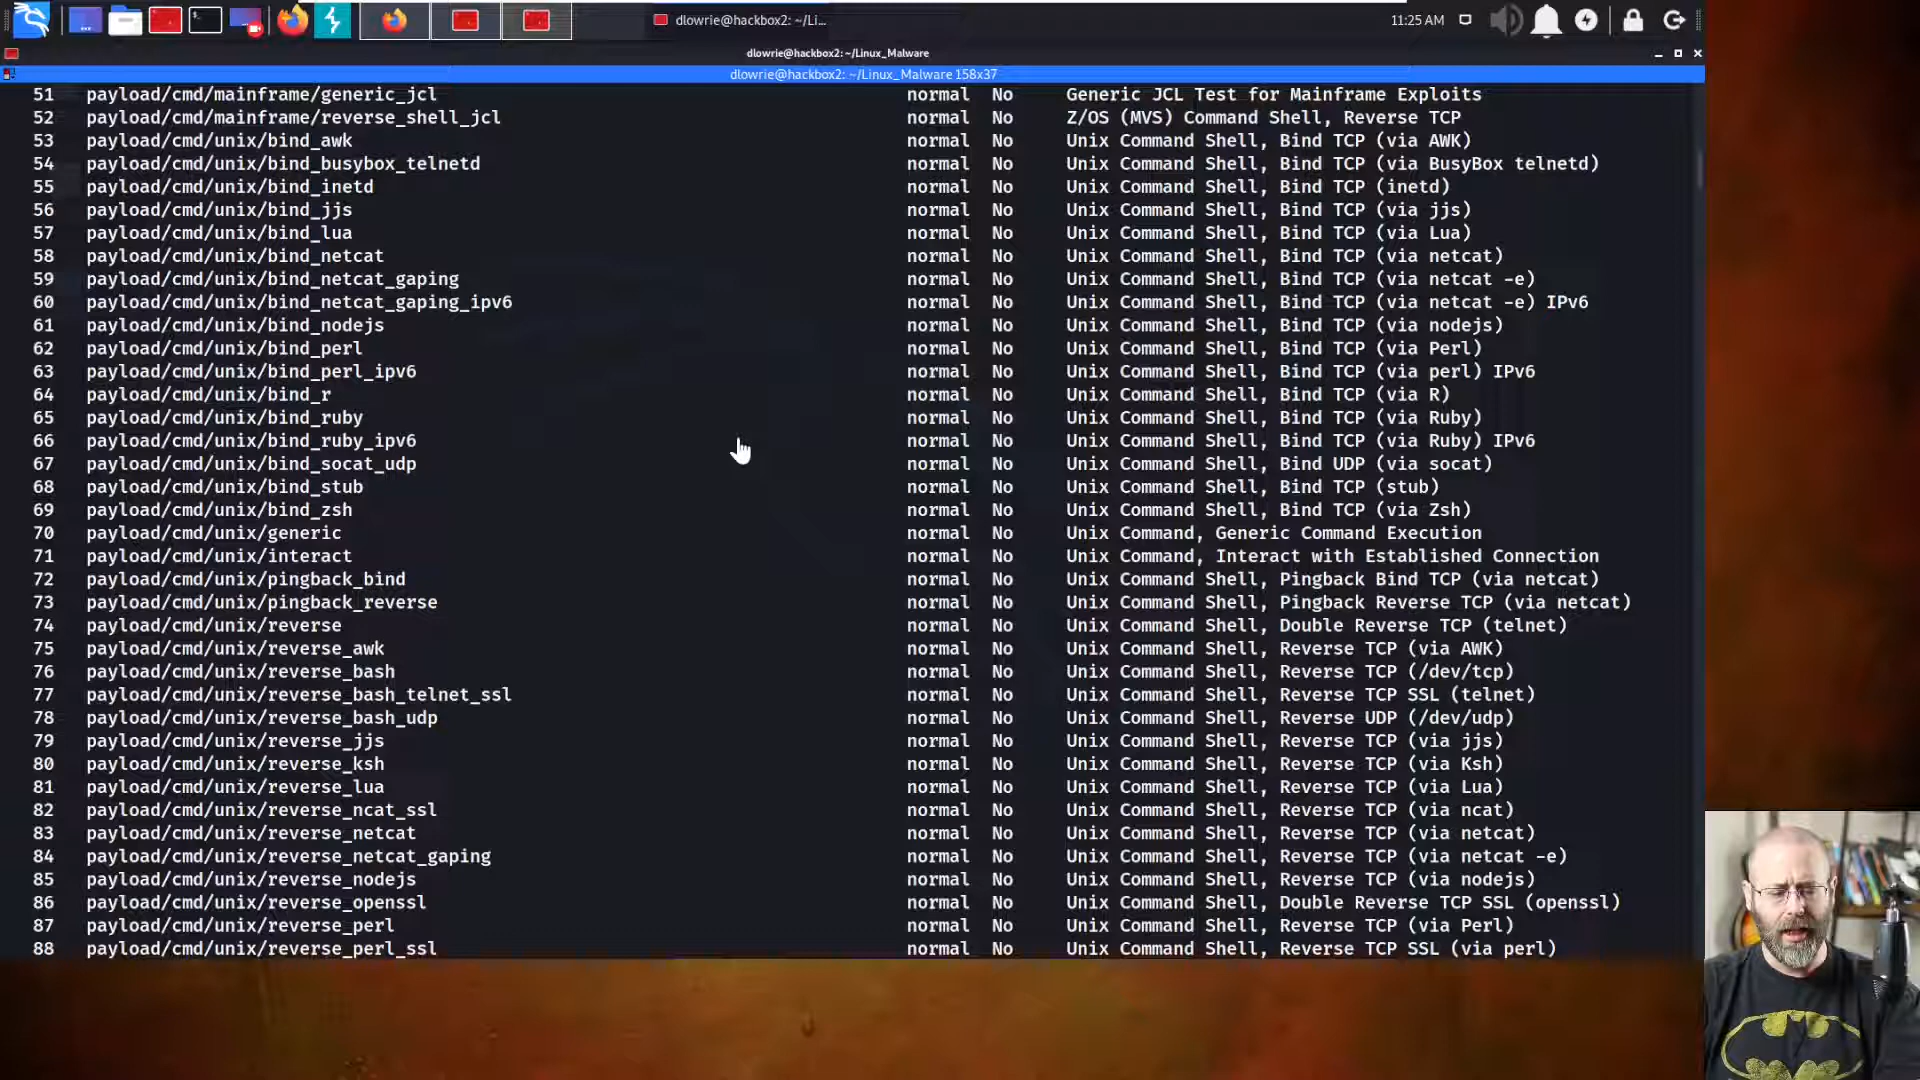 dlowrie@hackbox2: ~/Li...
11:25 AM
dlowrie@hackbox2: ~/Linux_Malware
dlowrie@hackbox2: ~/Linux_Malware 158x37
51 payload/cmd/mainframe/generic_jcl normal No Generic JCL Test for Mainframe Exploits
52 payload/cmd/mainframe/reverse_shell_jcl normal No Z/OS (MVS) Command Shell, Reverse TCP
53 payload/cmd/unix/bind_awk normal No Unix Command Shell, Bind TCP (via AWK)
54 payload/cmd/unix/bind_busybox_telnetd normal No Unix Command Shell, Bind TCP (via BusyBox telnetd)
55 payload/cmd/unix/bind_inetd normal No Unix Command Shell, Bind TCP (inetd)
56 payload/cmd/unix/bind_jjs normal No Unix Command Shell, Bind TCP (via jjs)
57 payload/cmd/unix/bind_lua normal No Unix Command Shell, Bind TCP (via Lua)
58 payload/cmd/unix/bind_netcat normal No Unix Command Shell, Bind TCP (via netcat)
59 payload/cmd/unix/bind_netcat_gaping normal No Unix Command Shell, Bind TCP (via netcat -e)
60 payload/cmd/unix/bind_netcat_gaping_ipv6 normal No Unix Command Shell, Bind TCP (via netcat -e) IPv6
61 payload/cmd/unix/bind_nodejs normal No Unix Command Shell, Bind TCP (via nodejs)
62 payload/cmd/unix/bind_perl normal No Unix Command Shell, Bind TCP (via Perl)
63 payload/cmd/unix/bind_perl_ipv6 normal No Unix Command Shell, Bind TCP (via perl) IPv6
64 payload/cmd/unix/bind_r normal No Unix Command Shell, Bind TCP (via R)
65 payload/cmd/unix/bind_ruby normal No Unix Command Shell, Bind TCP (via Ruby)
66 payload/cmd/unix/bind_ruby_ipv6 normal No Unix Command Shell, Bind TCP (via Ruby) IPv6
67 payload/cmd/unix/bind_socat_udp normal No Unix Command Shell, Bind UDP (via socat)
68 payload/cmd/unix/bind_stub normal No Unix Command Shell, Bind TCP (stub)
69 payload/cmd/unix/bind_zsh normal No Unix Command Shell, Bind TCP (via Zsh)
70 payload/cmd/unix/generic normal No Unix Command, Generic Command Execution
71 payload/cmd/unix/interact normal No Unix Command, Interact with Established Connection
72 payload/cmd/unix/pingback_bind normal No Unix Command Shell, Pingback Bind TCP (via netcat)
73 payload/cmd/unix/pingback_reverse normal No Unix Command Shell, Pingback Reverse TCP (via netcat)
74 payload/cmd/unix/reverse normal No Unix Command Shell, Double Reverse TCP (telnet)
75 payload/cmd/unix/reverse_awk normal No Unix Command Shell, Reverse TCP (via AWK)
76 payload/cmd/unix/reverse_bash normal No Unix Command Shell, Reverse TCP (/dev/tcp)
77 payload/cmd/unix/reverse_bash_telnet_ssl normal No Unix Command Shell, Reverse TCP SSL (telnet)
78 payload/cmd/unix/reverse_bash_udp normal No Unix Command Shell, Reverse UDP (/dev/udp)
79 payload/cmd/unix/reverse_jjs normal No Unix Command Shell, Reverse TCP (via jjs)
80 payload/cmd/unix/reverse_ksh normal No Unix Command Shell, Reverse TCP (via Ksh)
81 payload/cmd/unix/reverse_lua normal No Unix Command Shell, Reverse TCP (via Lua)
82 payload/cmd/unix/reverse_ncat_ssl normal No Unix Command Shell, Reverse TCP (via ncat)
83 payload/cmd/unix/reverse_netcat normal No Unix Command Shell, Reverse TCP (via netcat)
84 payload/cmd/unix/reverse_netcat_gaping normal No Unix Command Shell, Reverse TCP (via netcat -e)
85 payload/cmd/unix/reverse_nodejs normal No Unix Command Shell, Reverse TCP (via nodejs)
86 payload/cmd/unix/reverse_openssl normal No Unix Command Shell, Double Reverse TCP SSL (openssl)
87 payload/cmd/unix/reverse_perl normal No Unix Command Shell, Reverse TCP (via Perl)
88 payload/cmd/unix/reverse_perl_ssl normal No Unix Command Shell, Reverse TCP SSL (via perl)